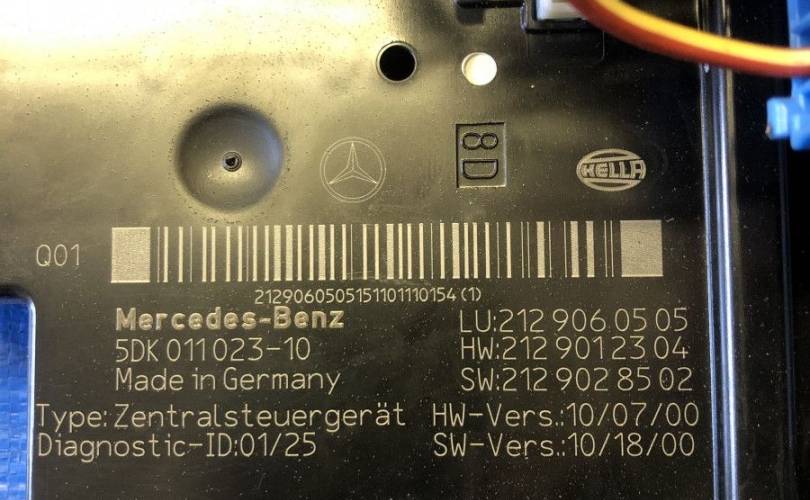 8D
HELLA
Q01
2129060505151101110154(1)
Mercedes-Benz
LU:212 906 05 05
5DK 011 023-10
HW:212 901 23 04
Made in Germany
SW:212 902 85 02
Type: Zentralsteuergerät
HW-Vers.:10/07/00
Diagnostic-ID:01/25
SW-Vers.:10/18/00